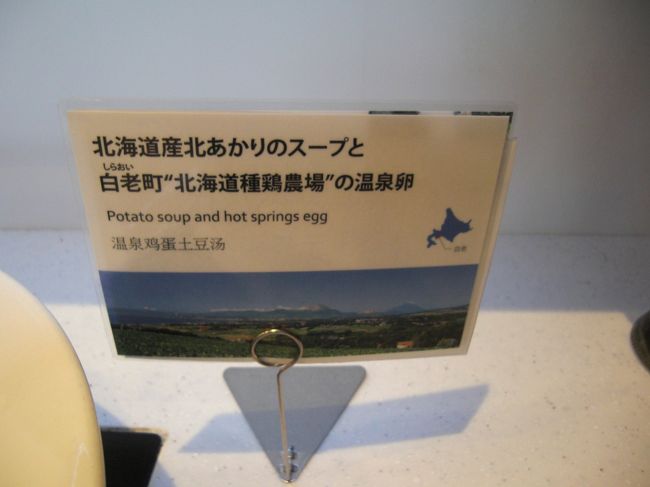 北海道産北あかりのスープと
しらおい
白老町“北海道種鶏農場”の温泉卵
Potato soup and hot springs egg
温泉鸡蛋土豆汤
白老